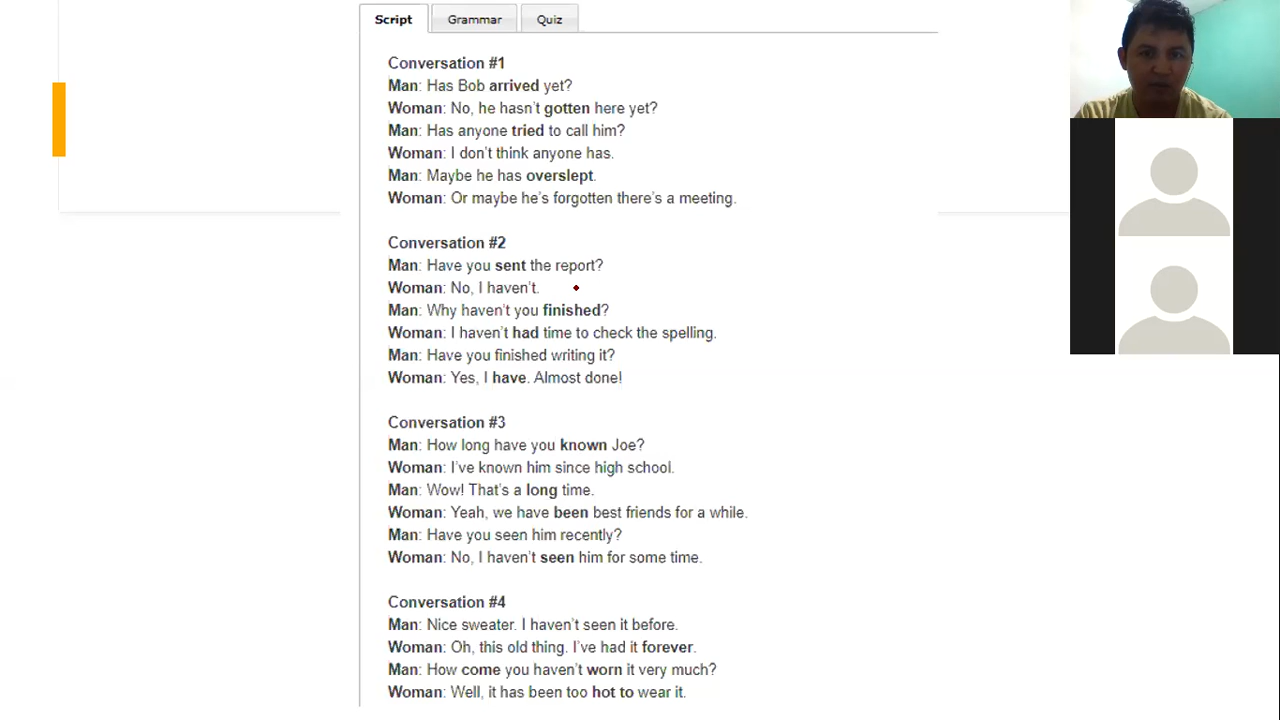 Script Grammar Quiz
Conversation #1
Man: Has Bob arrived yet?
Woman: No, he hasn't gotten here yet?
Man: Has anyone tried to call him?
Woman: I don't think anyone has.
Man: Maybe he has overslept.
Woman: Or maybe he's forgotten there's a meeting.
Conversation #2
Man: Have you sent the report?
Woman: No, I haven't.
Man: Why haven't you finished?
Woman: I haven't had time to check the spelling.
Man: Have you finished writing it?
Woman: Yes, I have. Almost done!
Conversation #3
Man: How long have you known Joe?
Woman: I've known him since high school.
Man: Wow! That's a long time.
Woman: Yeah, we have been best friends for a while.
Man: Have you seen him recently?
Woman: No, I haven't seen him for some time.
Conversation #4
Man: Nice sweater. I haven't seen it before.
Woman: Oh, this old thing. I've had it forever.
Man: How come you haven't worn it very much?
Woman: Well, it has been too hot to wear it.